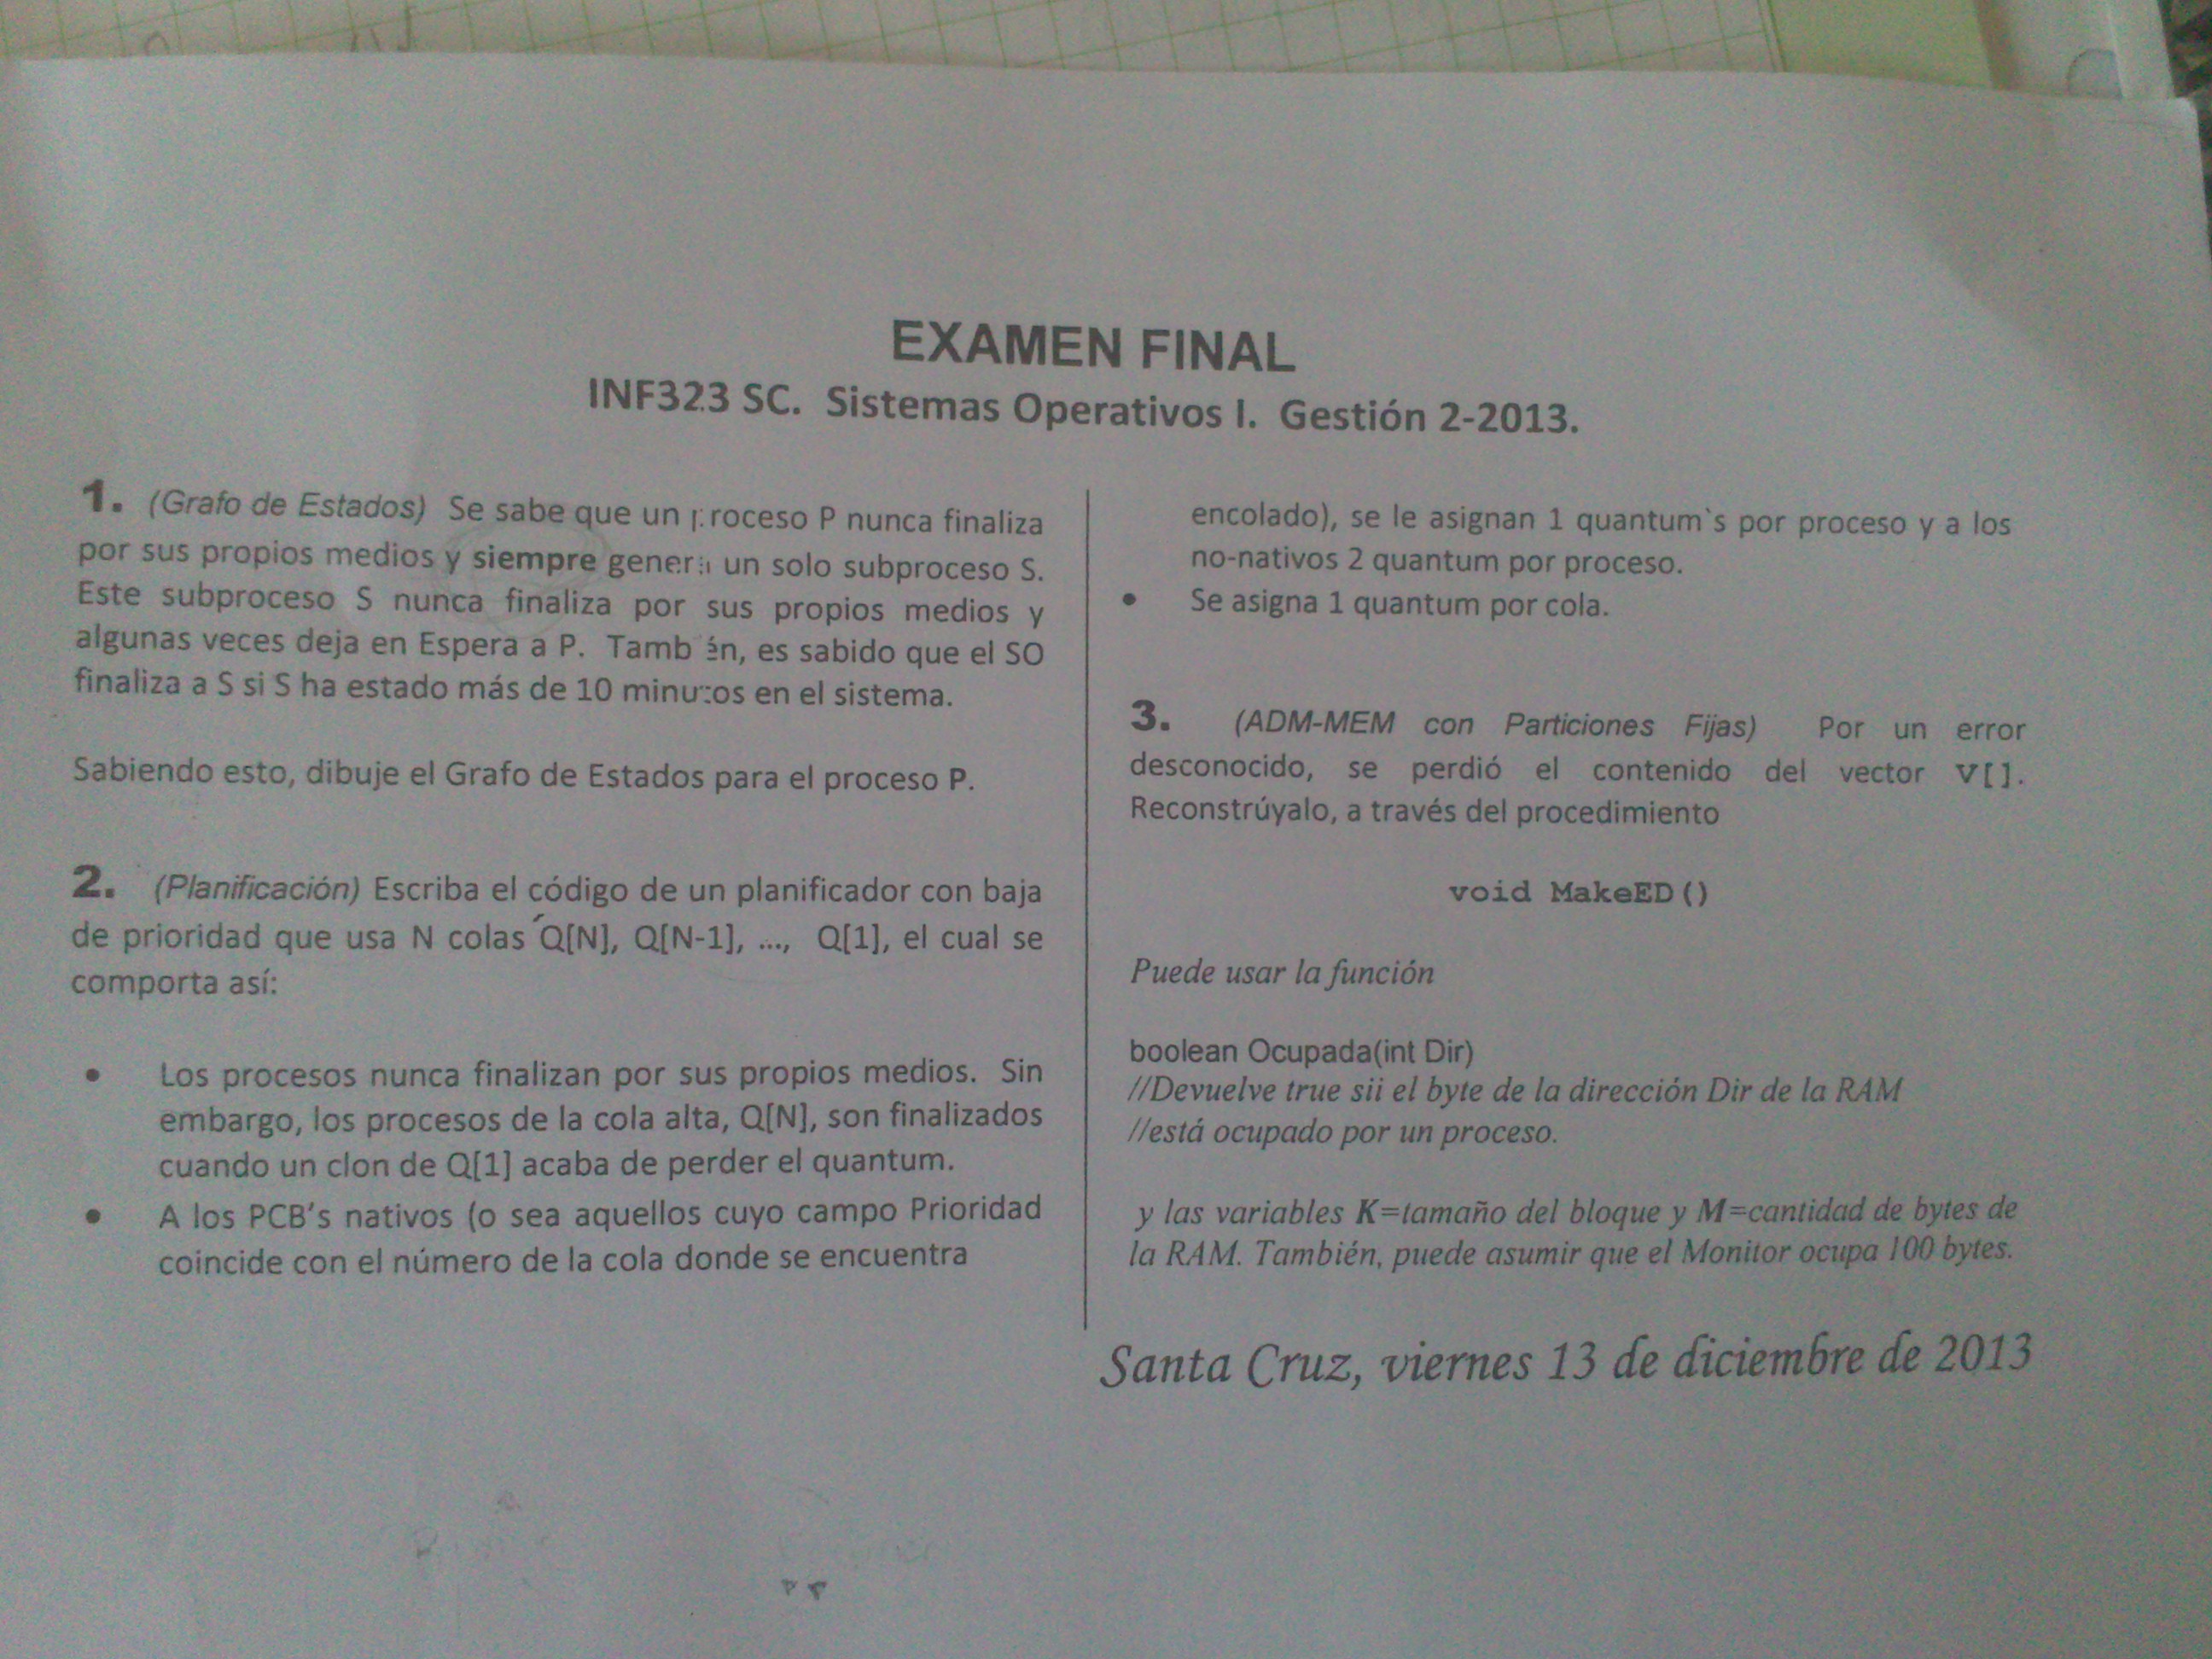 EXAMEN FINAL
INF323 SC. Sistemas Operativos I. Gestión 2-2013.
1. (Grafo de Estados) Se sabe que un proceso P nunca finaliza
por sus propios medios y siempre genera un solo subproceso S.
Este subproceso S nunca finaliza por sus propios medios y
algunas veces deja en Espera a P. También, es sabido que el SO
finaliza a S si S ha estado más de 10 minutos en el sistema.
Sabiendo esto, dibuje el Grafo de Estados para el proceso P.
2. (Planificación) Escriba el código de un planificador con baja
de prioridad que usa N colas Q[N], Q[N-1], ..., Q[1], el cual se
comporta así:
• Los procesos nunca finalizan por sus propios medios. Sin
embargo, los procesos de la cola alta, Q[N], son finalizados
cuando un clon de Q[1] acaba de perder el quantum.
• A los PCB's nativos (o sea aquellos cuyo campo Prioridad
coincide con el número de la cola donde se encuentra
encolado), se le asignan 1 quantum`s por proceso y a los
no-nativos 2 quantum por proceso.
• Se asigna 1 quantum por cola.
3. (ADM-MEM con Particiones Fijas) Por un error
desconocido, se perdió el contenido del vector V[].
Reconstrúyalo, a través del procedimiento
void MakeED()
Puede usar la función
boolean Ocupada(int Dir)
//Devuelve true sii el byte de la dirección Dir de la RAM
//está ocupado por un proceso.
y las variables K=tamaño del bloque y M=cantidad de bytes de
la RAM. También, puede asumir que el Monitor ocupa 100 bytes.
Santa Cruz, viernes 13 de diciembre de 2013